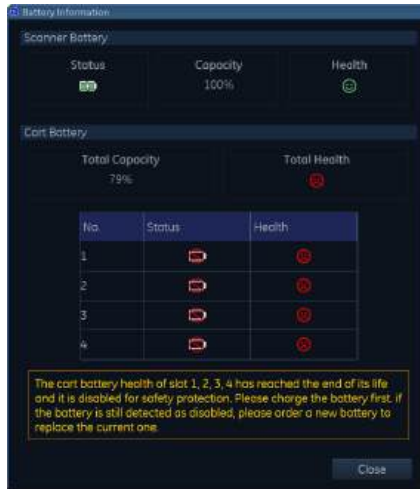 Battery Information
Scanner Battery
Status Capacity Health
100%
Cart Battery
Total Capacity Total Health
79%
No. Status Health
1
2
3
4
The cart battery health of slot 1, 2, 3, 4 has reached the end of its life
and it is disabled for safety protection. Please charge the battery first. if
the battery is still detected as disabled, please order a new battery to
replace the current one.
Close